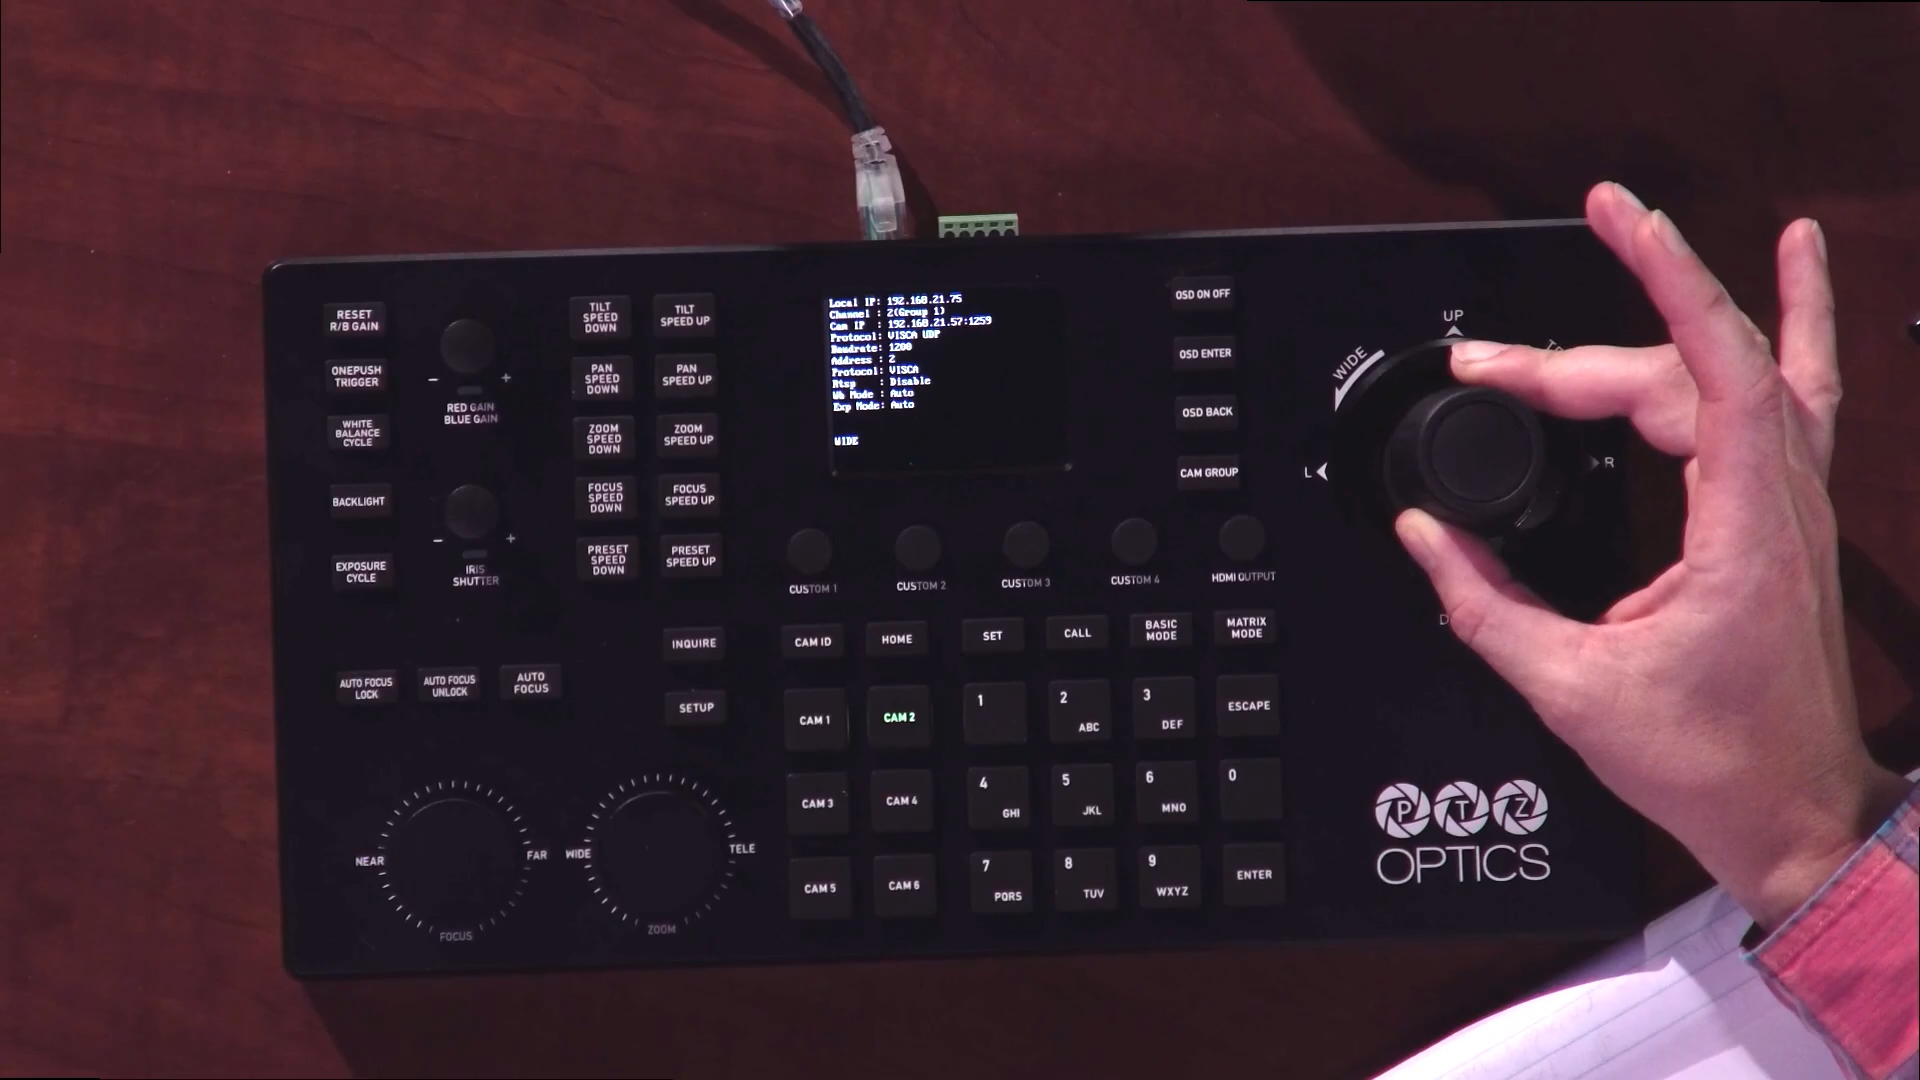 Local IP: 192.168.21.75
Channel : 2(Group 1)
Cam IP : 192.168.21.57:1259
Protocol: VISCA UDP
Baudrate: 1200
Address : 2
Protocol: VISCA
Rtsp : Disable
Wb Mode : Auto
Exp Mode: Auto
WIDE
RESET
R/B GAIN
ONEPUSH
TRIGGER
WHITE
BALANCE
CYCLE
BACKLIGHT
EXPOSURE
CYCLE
- +
RED GAIN
BLUE GAIN
- +
IRIS
SHUTTER
TILT
SPEED
DOWN
TILT
SPEED UP
PAN
SPEED
DOWN
PAN
SPEED UP
ZOOM
SPEED
DOWN
ZOOM
SPEED UP
FOCUS
SPEED
DOWN
FOCUS
SPEED UP
PRESET
SPEED
DOWN
PRESET
SPEED UP
OSD ON OFF
OSD ENTER
OSD BACK
CAM GROUP
UP
WIDE
L
R
CUSTOM 1
CUSTOM 2
CUSTOM 3
CUSTOM 4
HDMI OUTPUT
INQUIRE
SETUP
AUTO FOCUS
LOCK
AUTO FOCUS
UNLOCK
AUTO
FOCUS
CAM ID
HOME
SET
CALL
BASIC
MODE
MATRIX
MODE
CAM 1
CAM 2
1
2
ABC
3
DEF
ESCAPE
CAM 3
CAM 4
4
GHI
5
JKL
6
MNO
0
CAM 5
CAM 6
7
PQRS
8
TUV
9
WXYZ
ENTER
NEAR
FAR
FOCUS
WIDE
TELE
ZOOM
PTZ
OPTICS